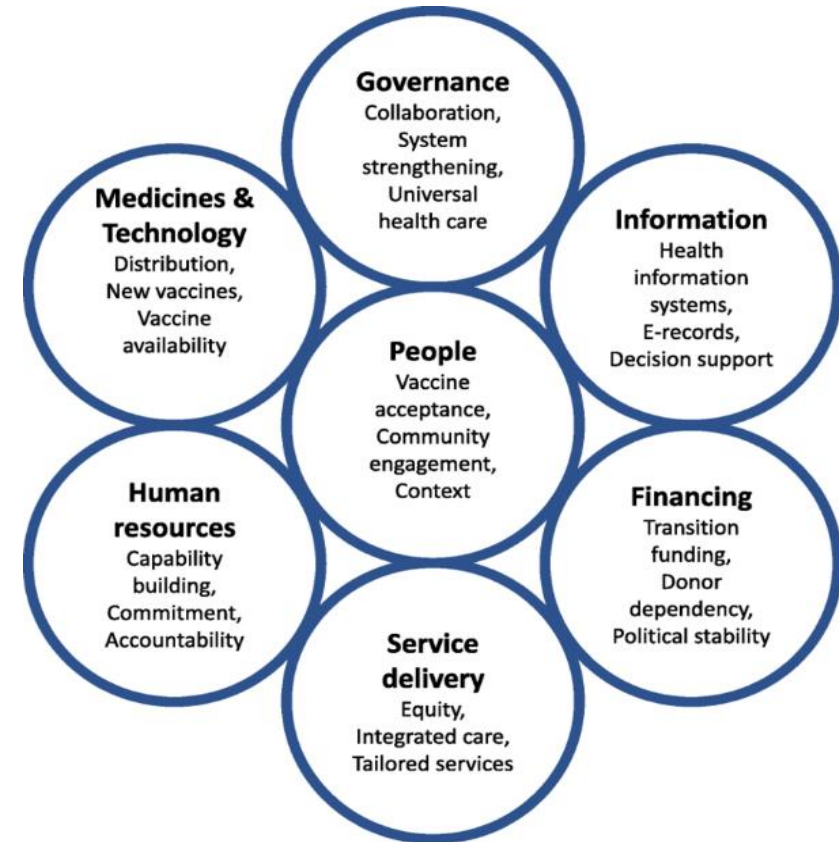 Governance
Collaboration,
System
strengthening,
Universal
health care
Medicines &
Technology
Distribution,
New vaccines,
Vaccine
availability
Information
Health
information
systems,
E-records,
Decision support
People
Vaccine
acceptance,
Community
engagement,
Context
Human
resources
Capability
building,
Commitment,
Accountability
Financing
Transition
funding,
Donor
dependency,
Political stability
Service
delivery
Equity,
Integrated care,
Tailored services